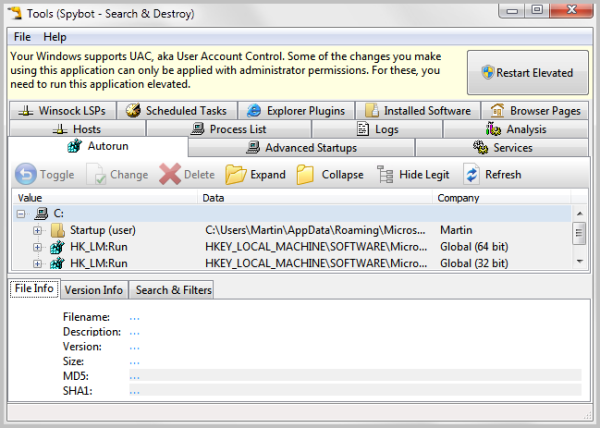 Tools (Spybot - Search & Destroy)
File Help
Your Windows supports UAC, aka User Account Control. Some of the changes you make
using this application can only be applied with administrator permissions. For these, you
need to run this application elevated.
Restart Elevated
Winsock LSPs Scheduled Tasks Explorer Plugins Installed Software Browser Pages
Hosts Process List Logs Analysis
Autorun Advanced Startups Services
Toggle Change Delete Expand Collapse Hide Legit Refresh
Value Data Company
C:
Startup (user) C:\Users\Martin\AppData\Roaming\Micros... Martin
HK_LM:Run HKEY_LOCAL_MACHINE\SOFTWARE\Micro... Global (64 bit)
HK_LM:Run HKEY_LOCAL_MACHINE\SOFTWARE\Micro... Global (32 bit)
File Info Version Info Search & Filters
Filename: ...
Description: ...
Version: ...
Size: ...
MD5: ...
SHA1: ...